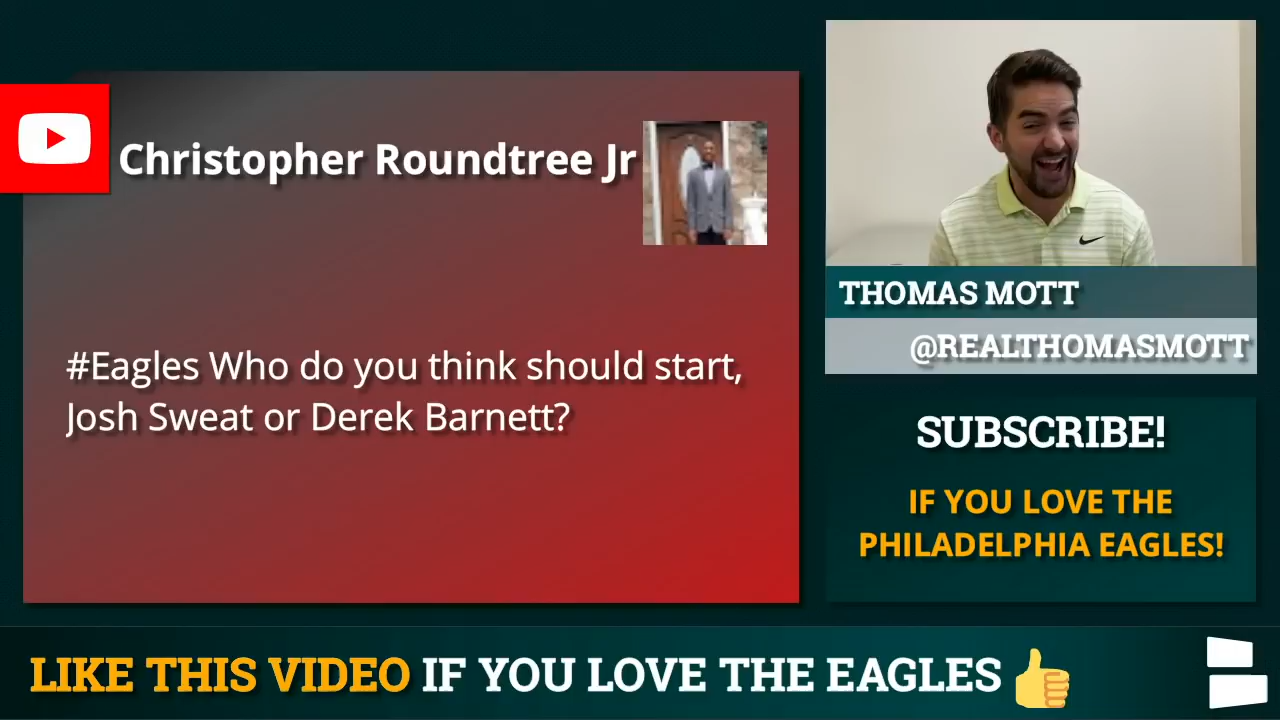 Christopher Roundtree Jr
#Eagles Who do you think should start,
Josh Sweat or Derek Barnett?
THOMAS MOTT
@REALTHOMASMOTT
SUBSCRIBE!
IF YOU LOVE THE
PHILADELPHIA EAGLES!
LIKE THIS VIDEO IF YOU LOVE THE EAGLES